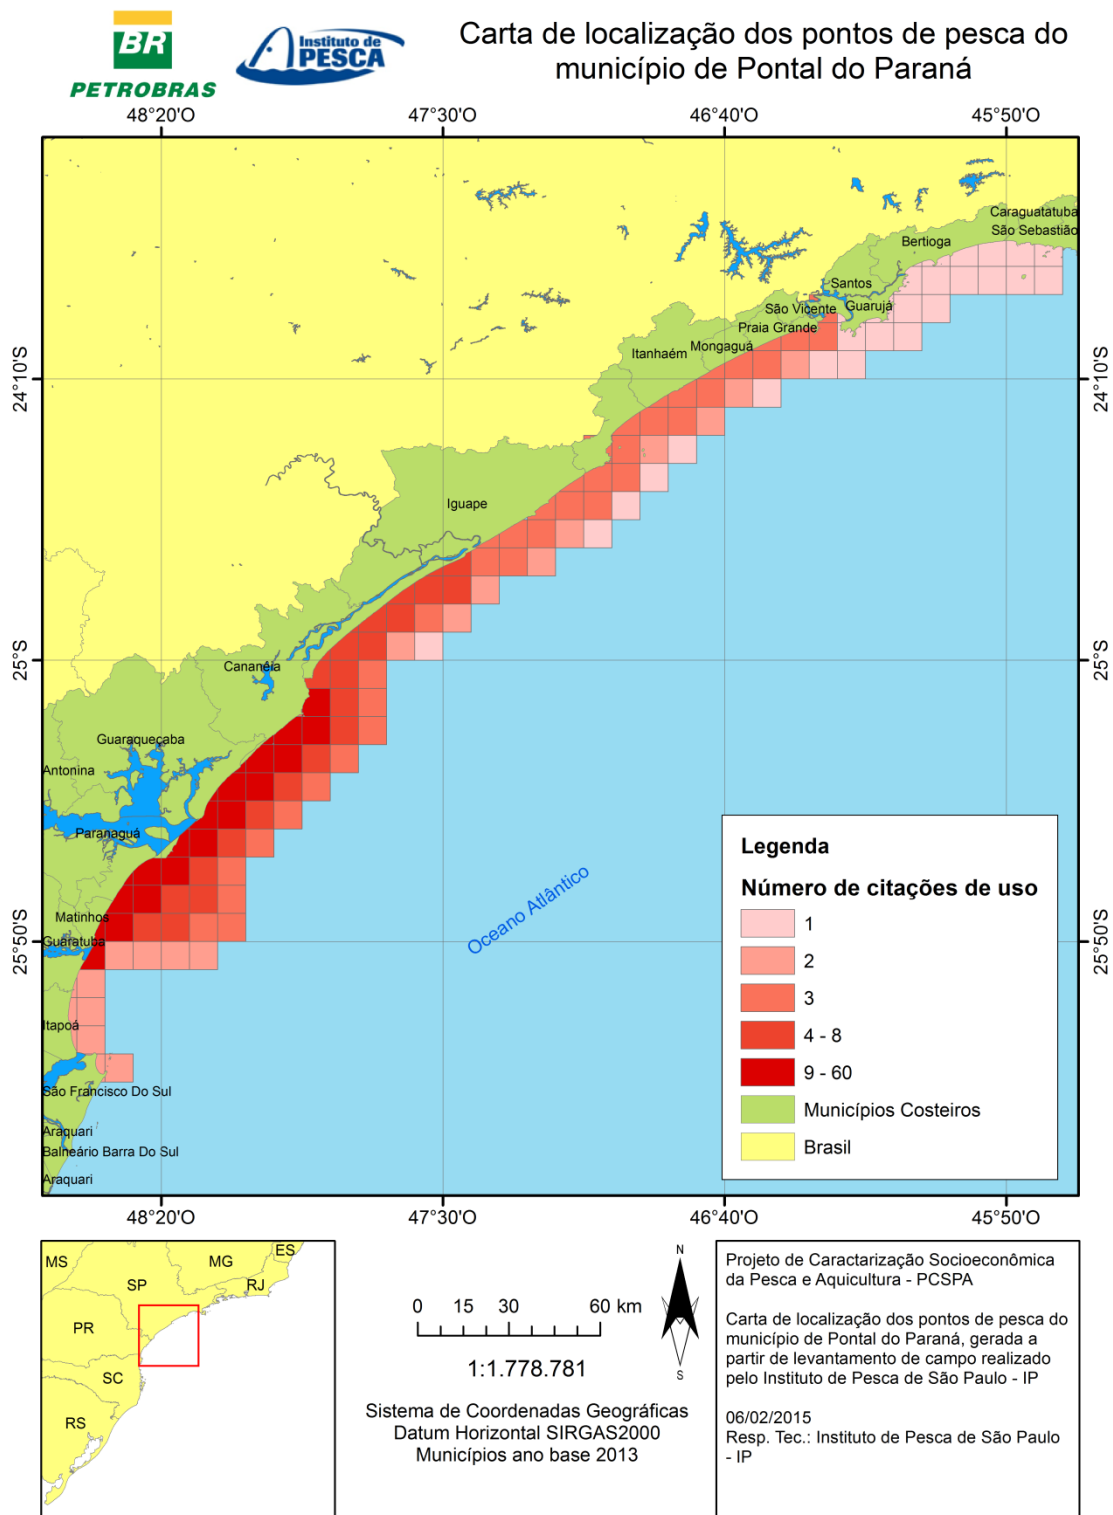 BR
PETROBRAS
Instituto de
PESCA
Carta de localização dos pontos de pesca do
município de Pontal do Paraná
48°20'O
47°30'O
46°40'O
45°50'O
24°10'S
25°S
25°50'S
24°10'S
25°S
25°50'S
Caraguatatuba
São Sebastião
Bertioga
Santos
Guarujá
São Vicente
Praia Grande
Mongaguá
Itanhaém
Iguape
Cananéia
Guaraqueçaba
Antonina
Paranaguá
Matinhos
Guaratuba
Itapoá
São Francisco Do Sul
Araquari
Balneário Barra Do Sul
Araquari
Oceano Atlântico
Legenda
Número de citações de uso
1
2
3
4 - 8
9 - 60
Municípios Costeiros
Brasil
48°20'O
47°30'O
46°40'O
45°50'O
MS
MG
ES
SP
RJ
PR
SC
RS
0 15 30 60 km
1:1.778.781
N
S
Sistema de Coordenadas Geográficas
Datum Horizontal SIRGAS2000
Municípios ano base 2013
Projeto de Caractarização Socioeconômica
da Pesca e Aquicultura - PCSPA
Carta de localização dos pontos de pesca do
município de Pontal do Paraná, gerada a
partir de levantamento de campo realizado
pelo Instituto de Pesca de São Paulo - IP
06/02/2015
Resp. Tec.: Instituto de Pesca de São Paulo
- IP